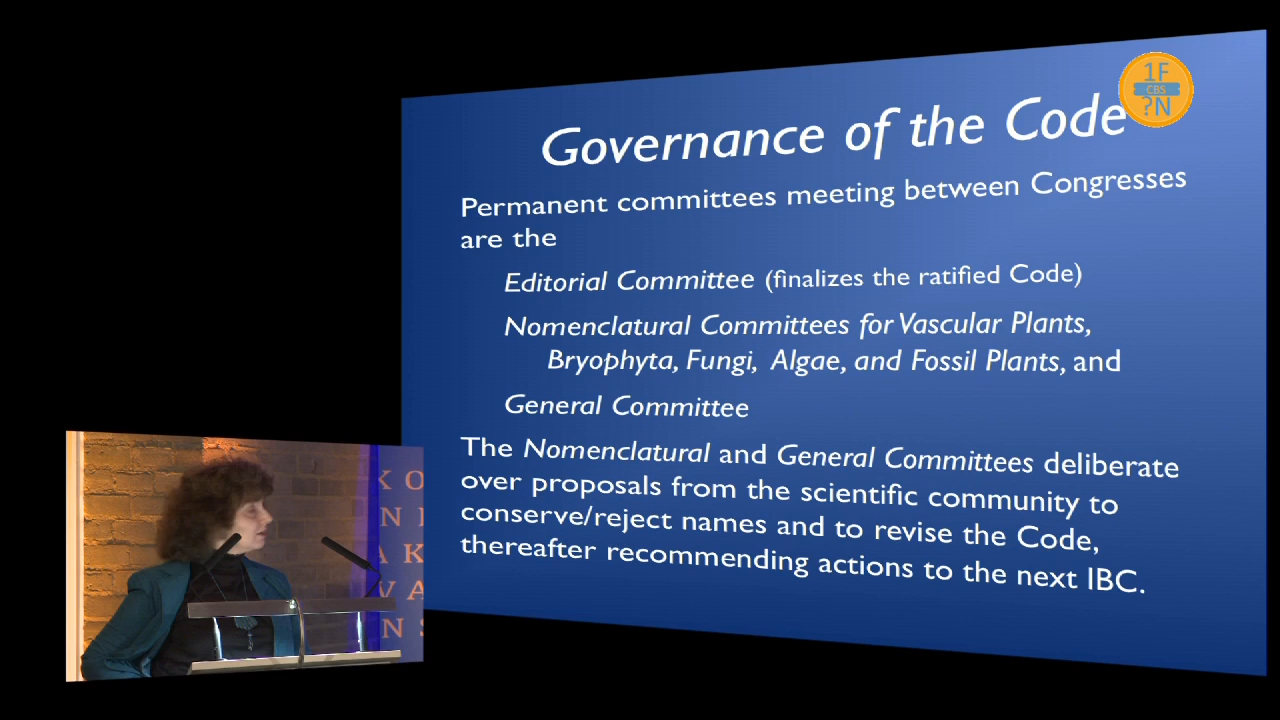 1F
CBS
?N
Governance of the Code
Permanent committees meeting between Congresses
are the
Editorial Committee (finalizes the ratified Code)
Nomenclatural Committees for Vascular Plants,
Bryophyta, Fungi, Algae, and Fossil Plants, and
General Committee
The Nomenclatural and General Committees deliberate
over proposals from the scientific community to
conserve/reject names and to revise the Code,
thereafter recommending actions to the next IBC.
K O
N I
A K
V A
N S